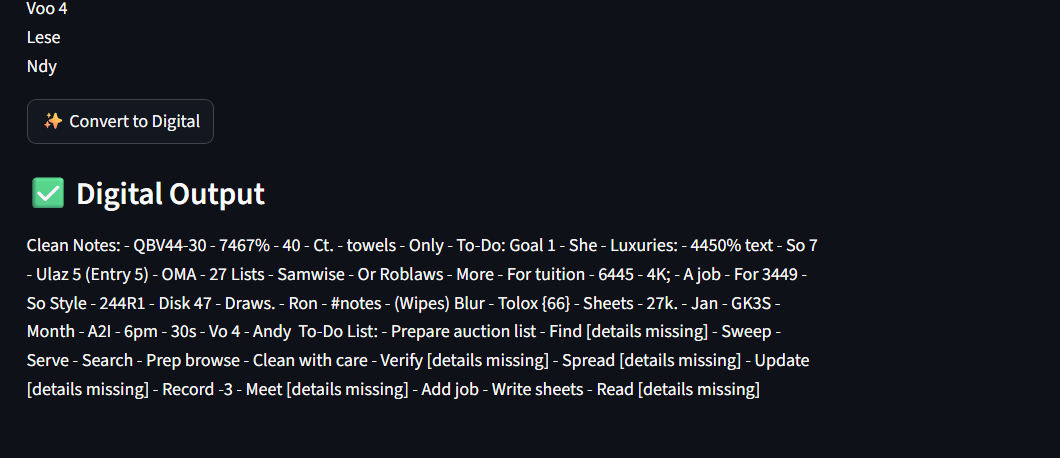 Voo 4
Lese
Ndy
✨ Convert to Digital
✅ Digital Output
Clean Notes: - QBV44-30 - 7467% - 40 - Ct. - towels - Only - To-Do: Goal 1 - She - Luxuries: - 4450% text - So 7
- Ulaz 5 (Entry 5) - OMA - 27 Lists - Samwise - Or Roblaws - More - For tuition - 6445 - 4K; - A job - For 3449 -
So Style - 244R1 - Disk 47 - Draws. - Ron - #notes - (Wipes) Blur - Tolox {66} - Sheets - 27k. - Jan - GK3S -
Month - A2I - 6pm - 30s - Vo 4 - Andy To-Do List: - Prepare auction list - Find [details missing] - Sweep -
Serve - Search - Prep browse - Clean with care - Verify [details missing] - Spread [details missing] - Update
[details missing] - Record -3 - Meet [details missing] - Add job - Write sheets - Read [details missing]